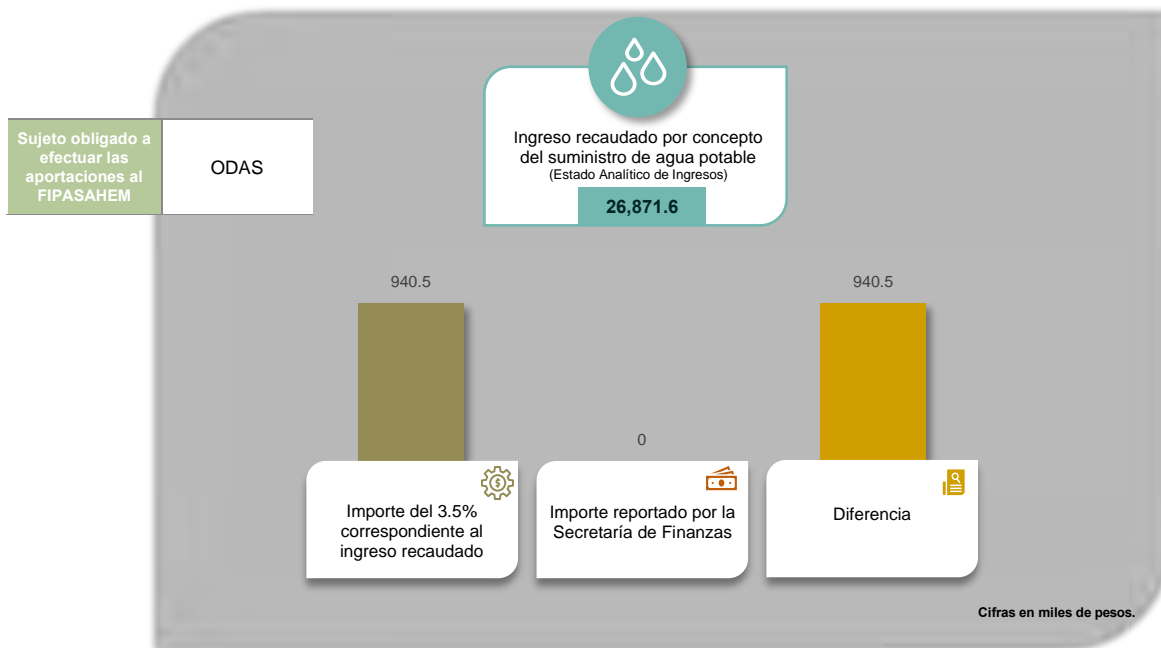 Ingreso recaudado por concepto
del suministro de agua potable
(Estado Analítico de Ingresos)
26,871.6
Sujeto obligado a
efectuar las
aportaciones al
FIPASAHEM
ODAS
940.5
0
940.5
Importe del 3.5%
correspondiente al
ingreso recaudado
Importe reportado por la
Secretaría de Finanzas
Diferencia
Cifras en miles de pesos.